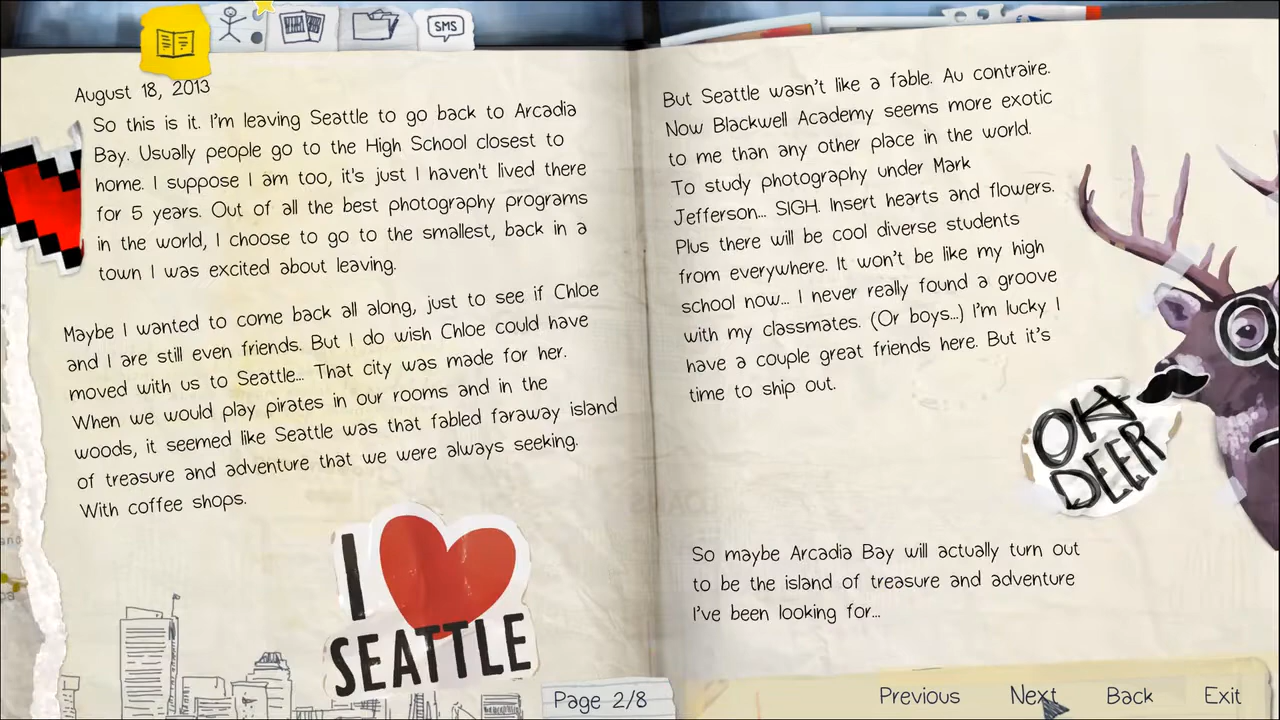 SMS
August 18, 2013
So this is it. I'm leaving Seattle to go back to Arcadia
Bay. Usually people go to the High School closest to
home. I suppose I am too, it's just I haven't lived there
for 5 years. Out of all the best photography programs
in the world, I choose to go to the smallest, back in a
town I was excited about leaving.
Maybe I wanted to come back all along, just to see if Chloe
and I are still even friends. But I do wish Chloe could have
moved with us to Seattle... That city was made for her.
When we would play pirates in our rooms and in the
woods, it seemed like Seattle was that fabled faraway island
of treasure and adventure that we were always seeking.
With coffee shops.
I
SEATTLE
But Seattle wasn't like a fable. Au contraire.
Now Blackwell Academy seems more exotic
to me than any other place in the world.
To study photography under Mark
Jefferson... SIGH. Insert hearts and flowers.
Plus there will be cool diverse students
from everywhere. It won't be like my high
school now... I never really found a groove
with my classmates. (Or boys...) I'm lucky I
have a couple great friends here. But it's
time to ship out.
OH
DEER
So maybe Arcadia Bay will actually turn out
to be the island of treasure and adventure
I've been looking for...
Page 2/8
Previous Next Back Exit